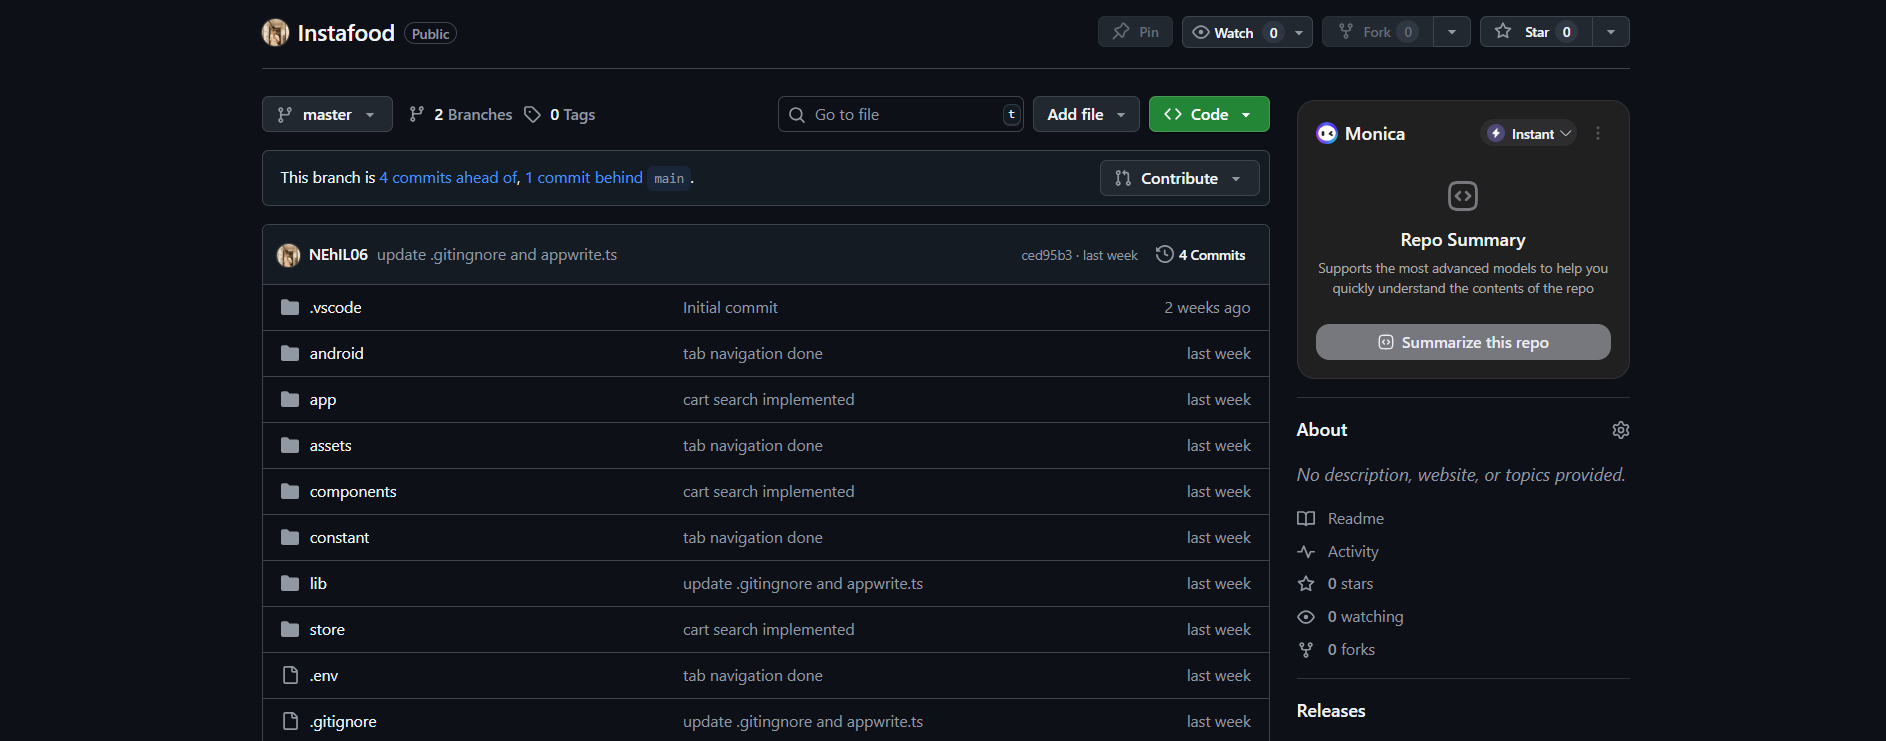 Instafood Public Pin Watch 0 Fork 0 Star 0
master 2 Branches 0 Tags Go to file t Add file Code
This branch is 4 commits ahead of, 1 commit behind main . Contribute
NEhIL06 update .gitingnore and appwrite.ts ced95b3 · last week 4 Commits
.vscode Initial commit 2 weeks ago
android tab navigation done last week
app cart search implemented last week
assets tab navigation done last week
components cart search implemented last week
constant tab navigation done last week
lib update .gitingnore and appwrite.ts last week
store cart search implemented last week
.env tab navigation done last week
.gitignore update .gitingnore and appwrite.ts last week
Monica Instant
Repo Summary
Supports the most advanced models to help you
quickly understand the contents of the repo
Summarize this repo
About
No description, website, or topics provided.
Readme
Activity
0 stars
0 watching
0 forks
Releases